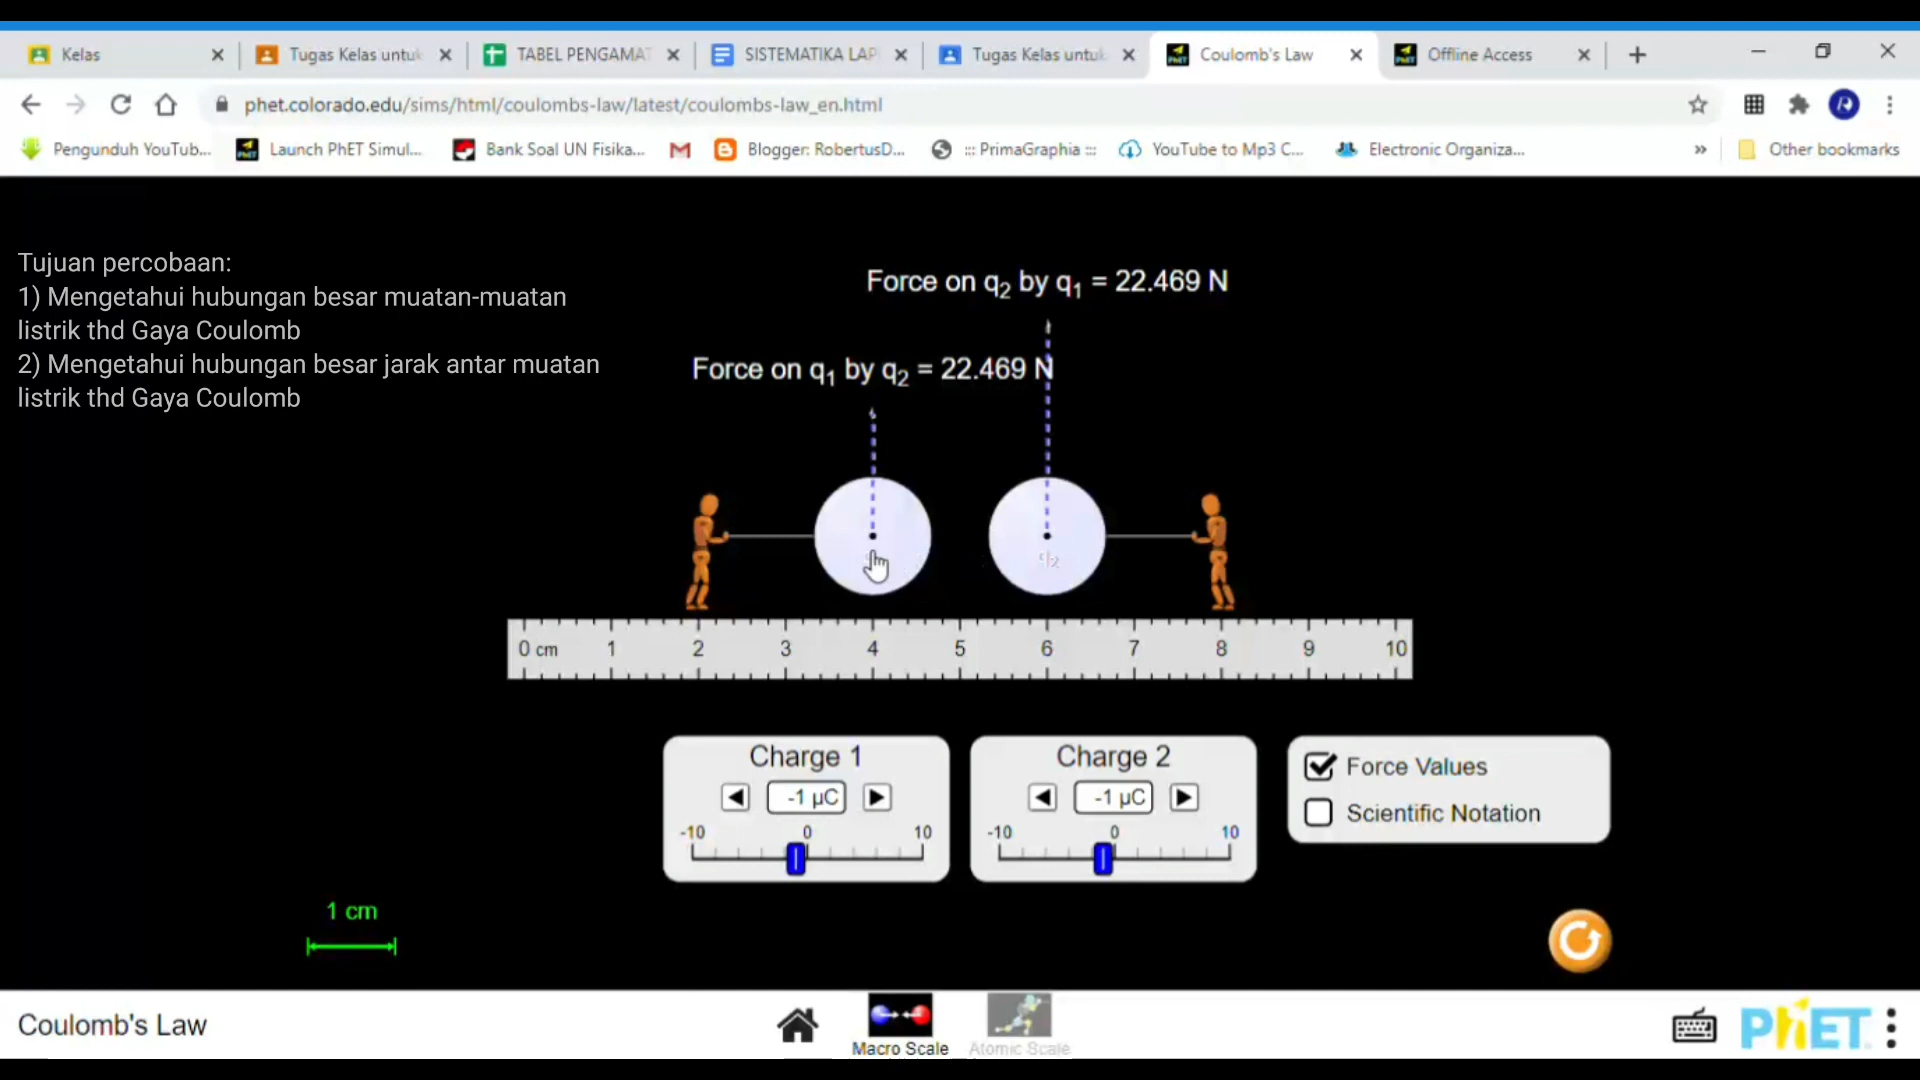 Kelas
Tugas Kelas untuk
TABEL PENGAMAT
SISTEMATIKA LAP
Tugas Kelas untuk
Coulomb's Law
Offline Access
phet.colorado.edu/sims/html/coulombs-law/latest/coulombs-law_en.html
Pengunduh YouTub...
Launch PhET Simul...
Bank Soal UN Fisika...
Blogger: RobertusD...
::: PrimaGraphia :::
YouTube to Mp3 C...
Electronic Organiza...
»
Other bookmarks
Tujuan percobaan:
1) Mengetahui hubungan besar muatan-muatan
listrik thd Gaya Coulomb
2) Mengetahui hubungan besar jarak antar muatan
listrik thd Gaya Coulomb
Force on q₂ by q₁ = 22.469 N
Force on q₁ by q₂ = 22.469 N
q₂
0 cm 1 2 3 4 5 6 7 8 9 10
Charge 1
-1 µC
-10 0 10
Charge 2
-1 µC
-10 0 10
Force Values
Scientific Notation
1 cm
Coulomb's Law
Macro Scale
Atomic Scale
PhET